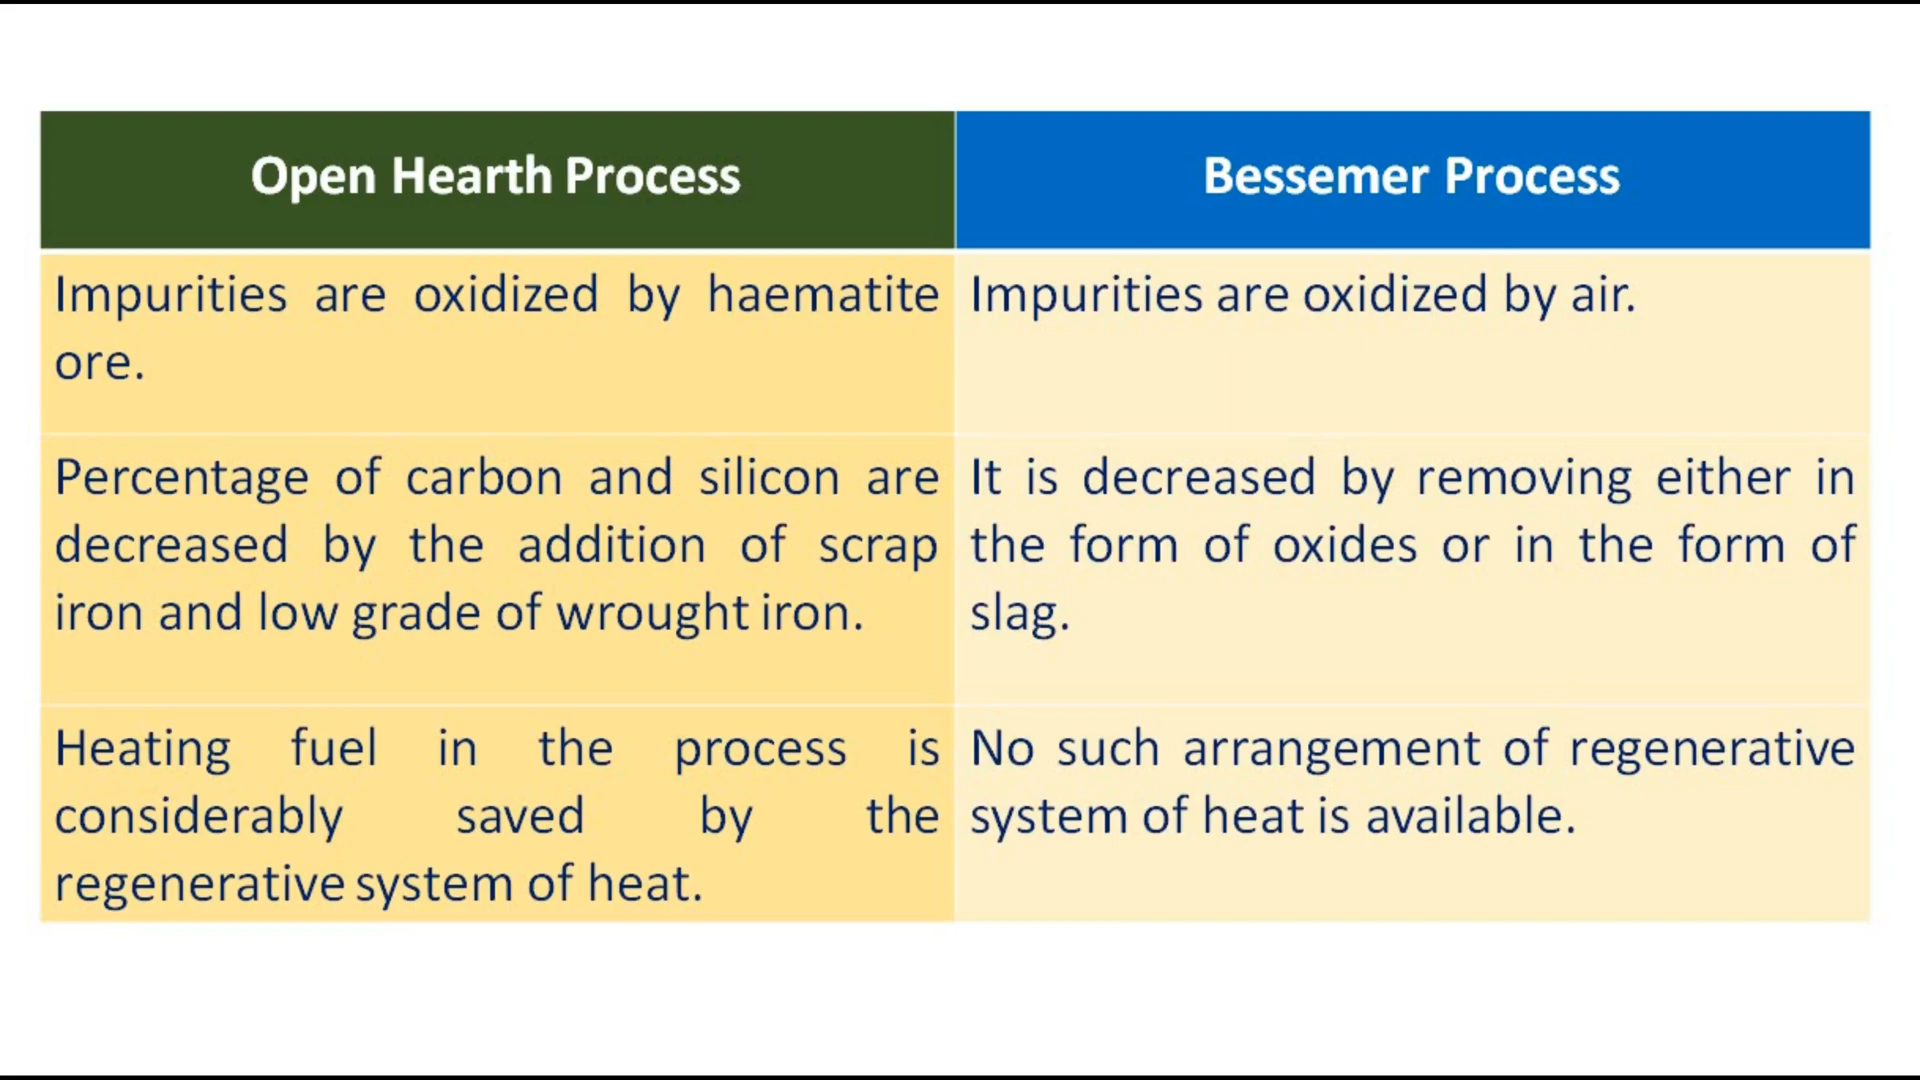 Open Hearth Process
Bessemer Process
Impurities are oxidized by haematite
ore.
Impurities are oxidized by air.
Percentage of carbon and silicon are
decreased by the addition of scrap
iron and low grade of wrought iron.
It is decreased by removing either in
the form of oxides or in the form of
slag.
Heating fuel in the process is
considerably saved by the
regenerative system of heat.
No such arrangement of regenerative
system of heat is available.